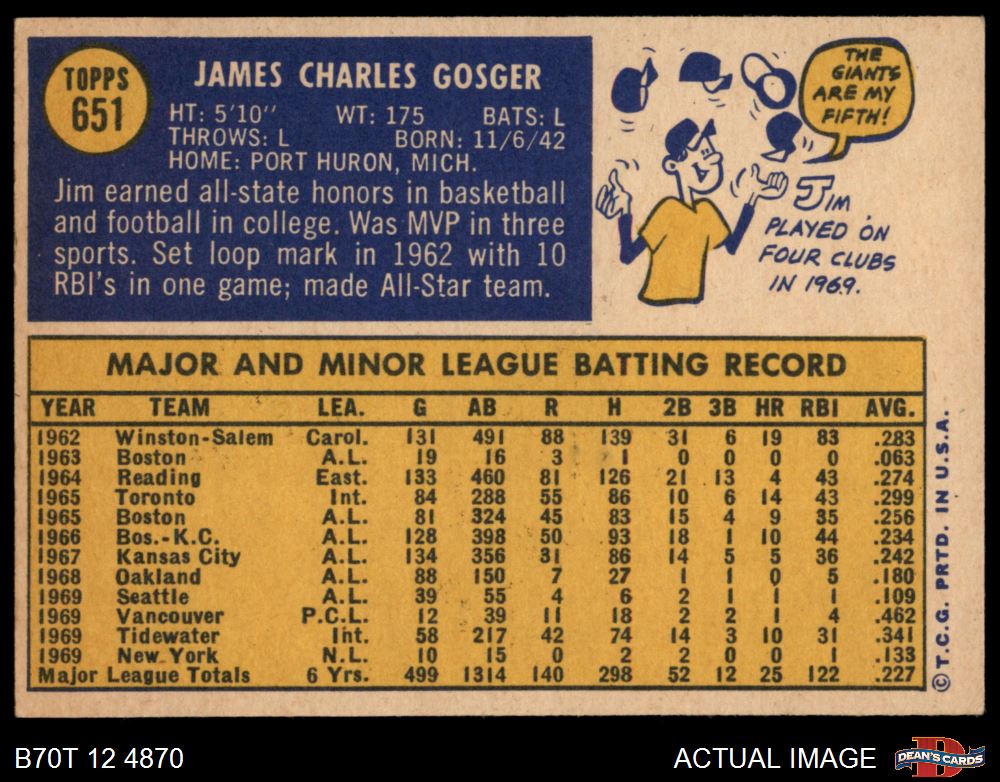 TOPPS
651
JAMES CHARLES GOSGER
HT: 5'10" WT: 175 BATS: L
THROWS: L BORN: 11/6/42
HOME: PORT HURON, MICH.
Jim earned all-state honors in basketball
and football in college. Was MVP in three
sports. Set loop mark in 1962 with 10
RBI's in one game; made All-Star team.
THE
GIANTS
ARE MY
FIFTH!
JIM
PLAYED ON
FOUR CLUBS
IN 1969.
MAJOR AND MINOR LEAGUE BATTING RECORD
YEAR TEAM LEA. G AB R H 2B 3B HR RBI AVG.
1962 Winston-Salem Carol. 131 491 88 139 31 6 19 83 .283
1963 Boston A.L. 19 16 3 1 0 0 0 0 .063
1964 Reading East. 133 460 81 126 21 13 4 43 .274
1965 Toronto Int. 84 288 55 86 10 6 14 43 .299
1965 Boston A.L. 81 324 45 83 15 4 9 35 .256
1966 Bos.-K.C. A.L. 128 398 50 93 18 1 10 44 .234
1967 Kansas City A.L. 134 356 31 86 14 5 5 36 .242
1968 Oakland A.L. 88 150 7 27 1 1 0 5 .180
1969 Seattle A.L. 39 55 4 6 2 1 1 1 .109
1969 Vancouver P.C.L. 12 39 11 18 2 2 1 4 .462
1969 Tidewater Int. 58 217 42 74 14 3 10 31 .341
1969 New York N.L. 10 15 0 2 2 0 0 1 .133
Major League Totals 6 Yrs. 499 1314 140 298 52 12 25 122 .227
© T.C.G. PRTD. IN U.S.A.
B70T 12 4870
ACTUAL IMAGE
D
DEAN'S CARDS